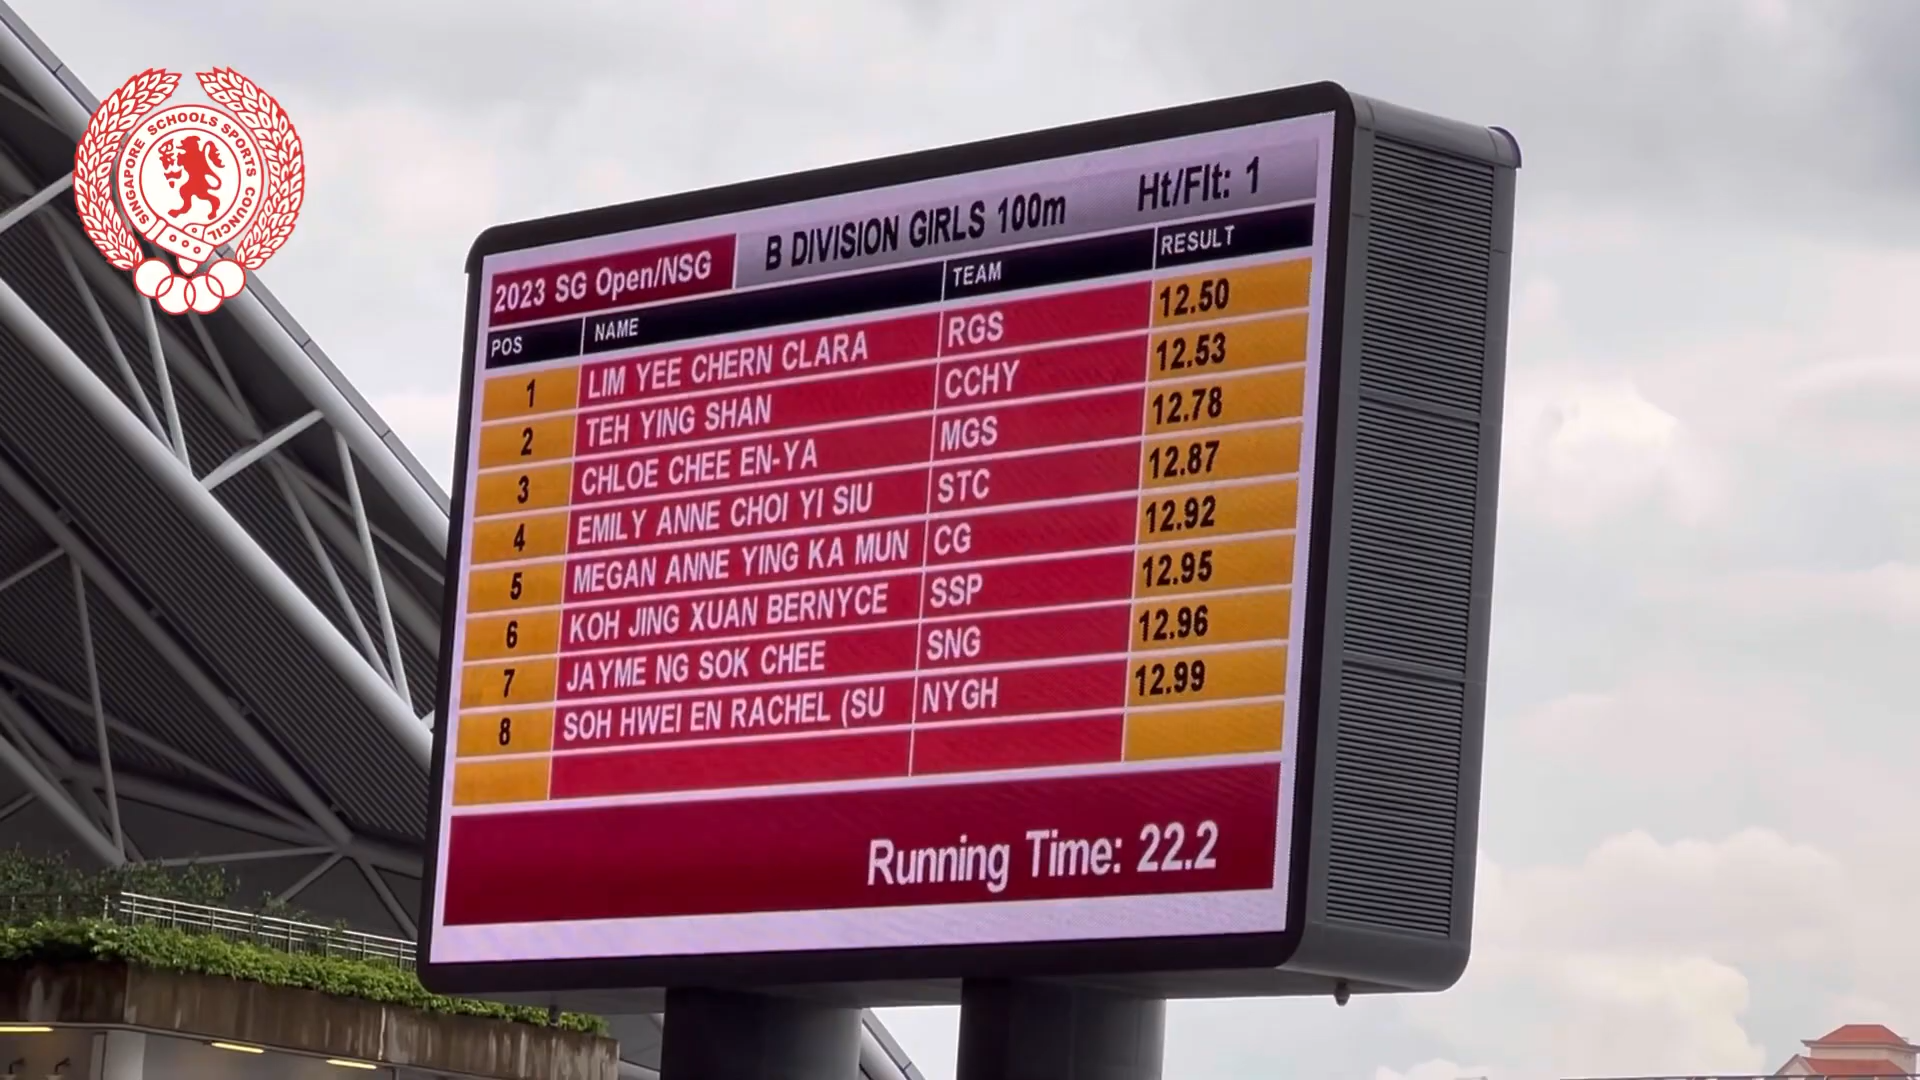 SINGAPORE SCHOOLS SPORTS COUNCIL
2023 SG Open/NSG B DIVISION GIRLS 100m Ht/Flt: 1
POS NAME TEAM RESULT
1 LIM YEE CHERN CLARA RGS 12.50
2 TEH YING SHAN CCHY 12.53
3 CHLOE CHEE EN-YA MGS 12.78
4 EMILY ANNE CHOI YI SIU STC 12.87
5 MEGAN ANNE YING KA MUN CG 12.92
6 KOH JING XUAN BERNYCE SSP 12.95
7 JAYME NG SOK CHEE SNG 12.96
8 SOH HWEI EN RACHEL (SU NYGH 12.99
Running Time: 22.2